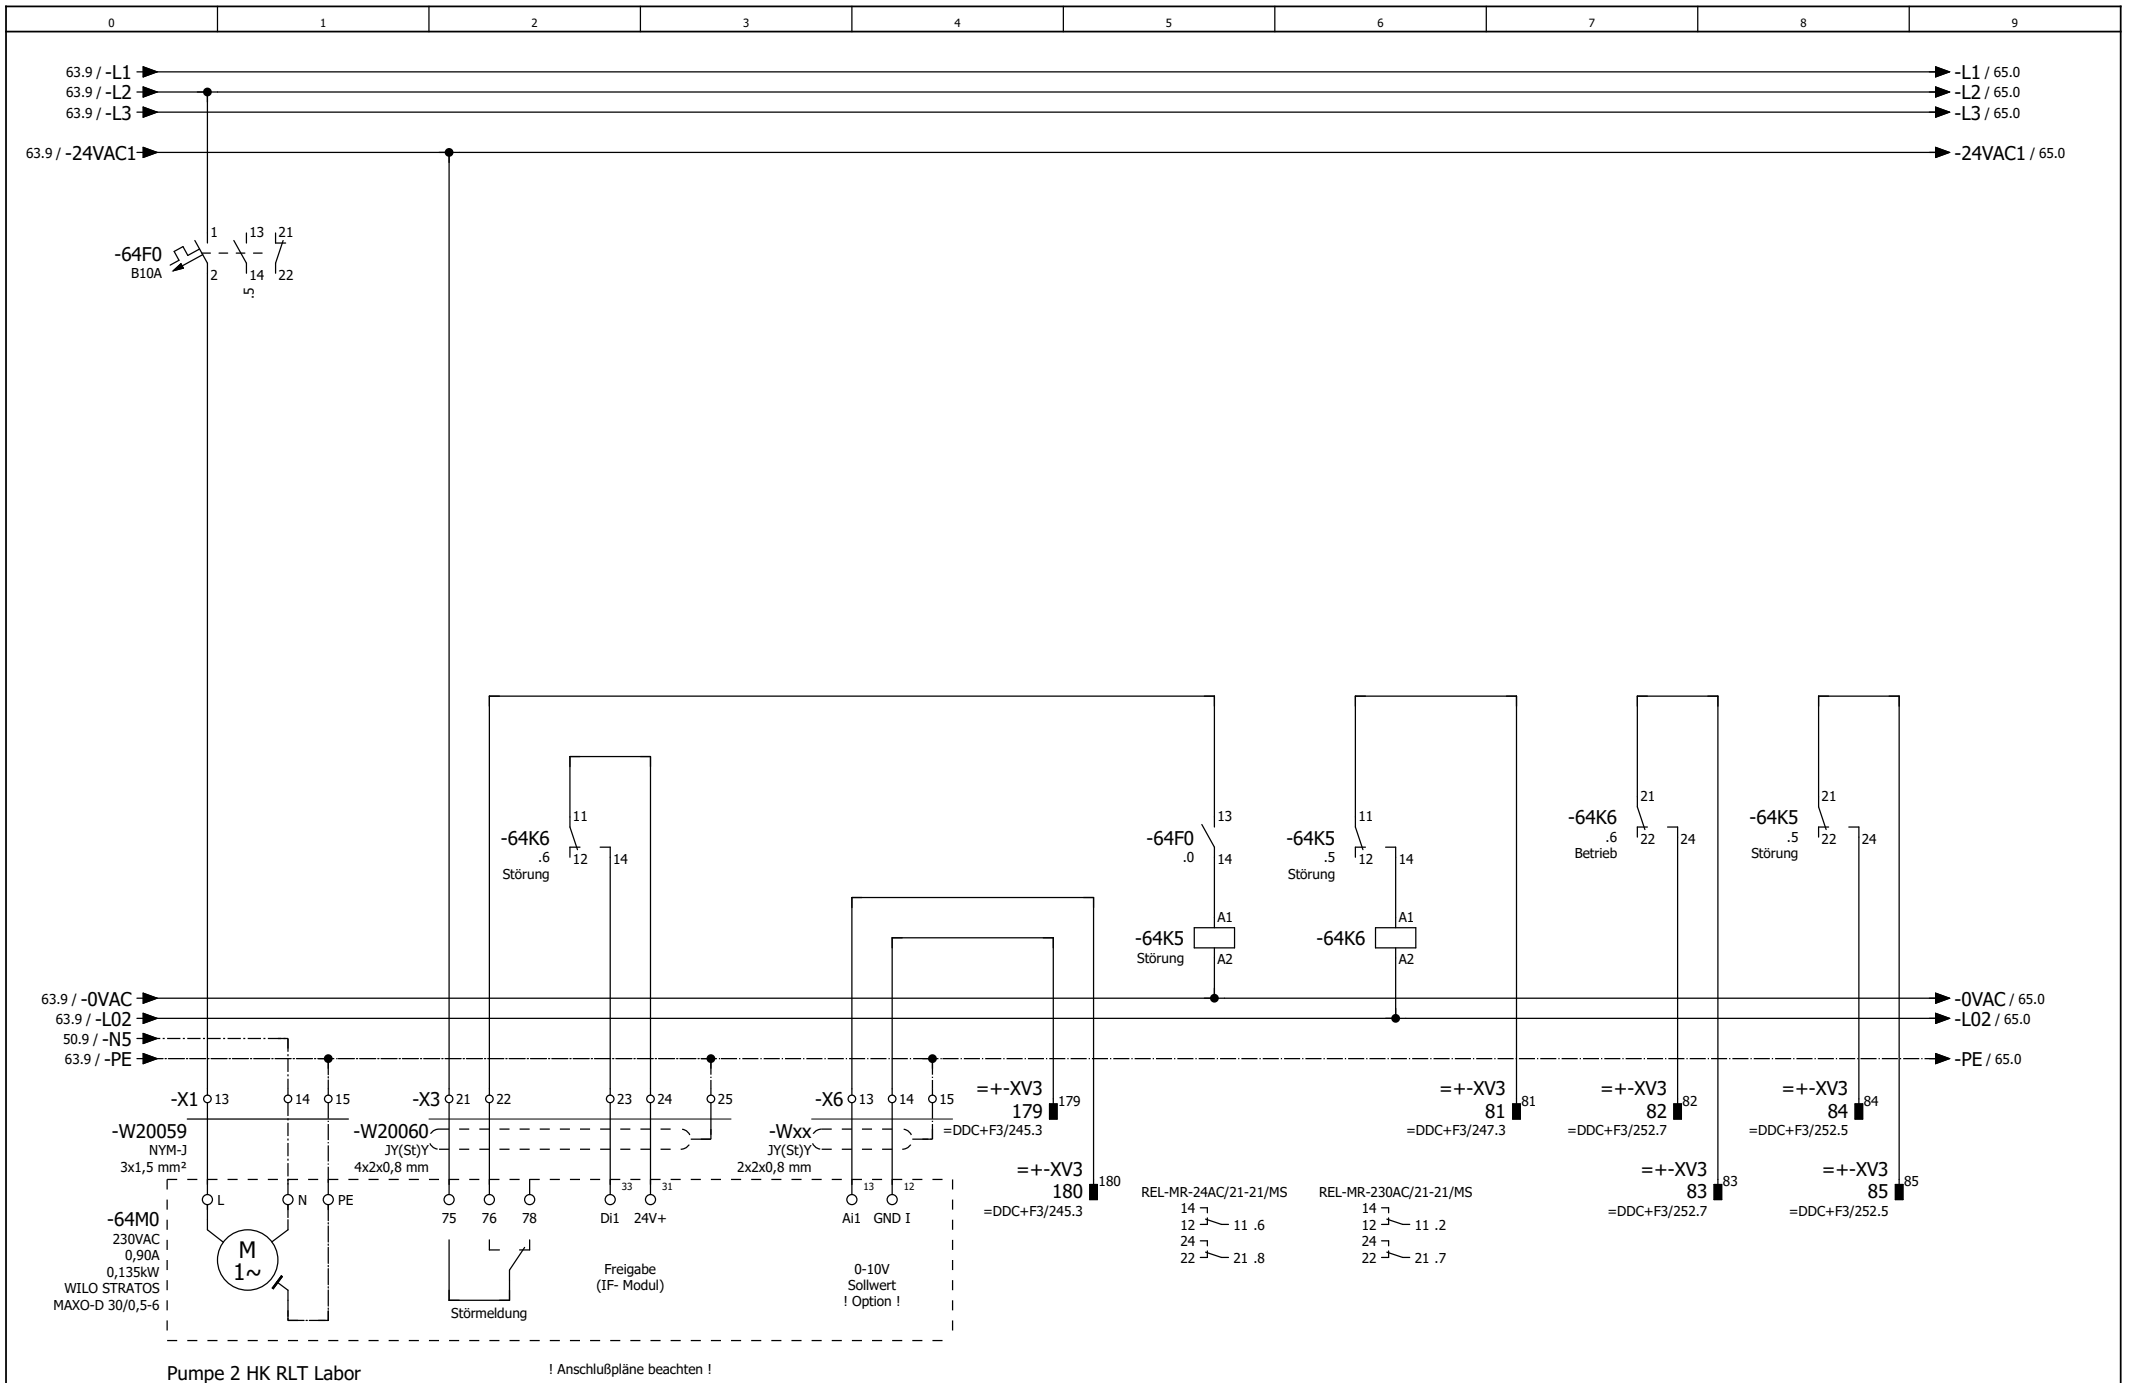 0 1 2 3 4 5 6 7 8 9
63.9 / -L1
-L1 / 65.0
63.9 / -L2
-L2 / 65.0
63.9 / -L3
-L3 / 65.0
63.9 / -24VAC1
-24VAC1 / 65.0
-64F0
B10A
1
2
13
14
.5
21
22
-64K6
.6
Störung
11
12
14
-64F0
.0
13
14
-64K5
Störung
A1
A2
-64K5
.5
Störung
11
12
14
-64K6
A1
A2
-64K6
.6
Betrieb
21
22
24
-64K5
.5
Störung
21
22
24
63.9 / -0VAC
-0VAC / 65.0
63.9 / -L02
-L02 / 65.0
50.9 / -N5
63.9 / -PE
-PE / 65.0
-X1 13 14 15
-X3 21 22 23 24 25
-X6 13 14 15
-W20059
NYM-J
3x1,5 mm²
-W20060
JY(St)Y
4x2x0,8 mm
-Wxx
JY(St)Y
2x2x0,8 mm
=+-XV3
179 179
=DDC+F3/245.3
=+-XV3
180 180
=DDC+F3/245.3
=+-XV3
81 81
=DDC+F3/247.3
=+-XV3
82 82
=DDC+F3/252.7
=+-XV3
83 83
=DDC+F3/252.7
=+-XV3
84 84
=DDC+F3/252.5
=+-XV3
85 85
=DDC+F3/252.5
-64M0
230VAC
0,90A
0,135kW
WILO STRATOS
MAXO-D 30/0,5-6
L N PE
M
1~
75 76 78
Störmeldung
33 31
Di1 24V+
Freigabe
(IF- Modul)
13 12
Ai1 GND I
0-10V
Sollwert
! Option !
REL-MR-24AC/21-21/MS
14
12 11 .6
24
22 21 .8
REL-MR-230AC/21-21/MS
14
12 11 .2
24
22 21 .7
Pumpe 2 HK RLT Labor
! Anschlußpläne beachten !